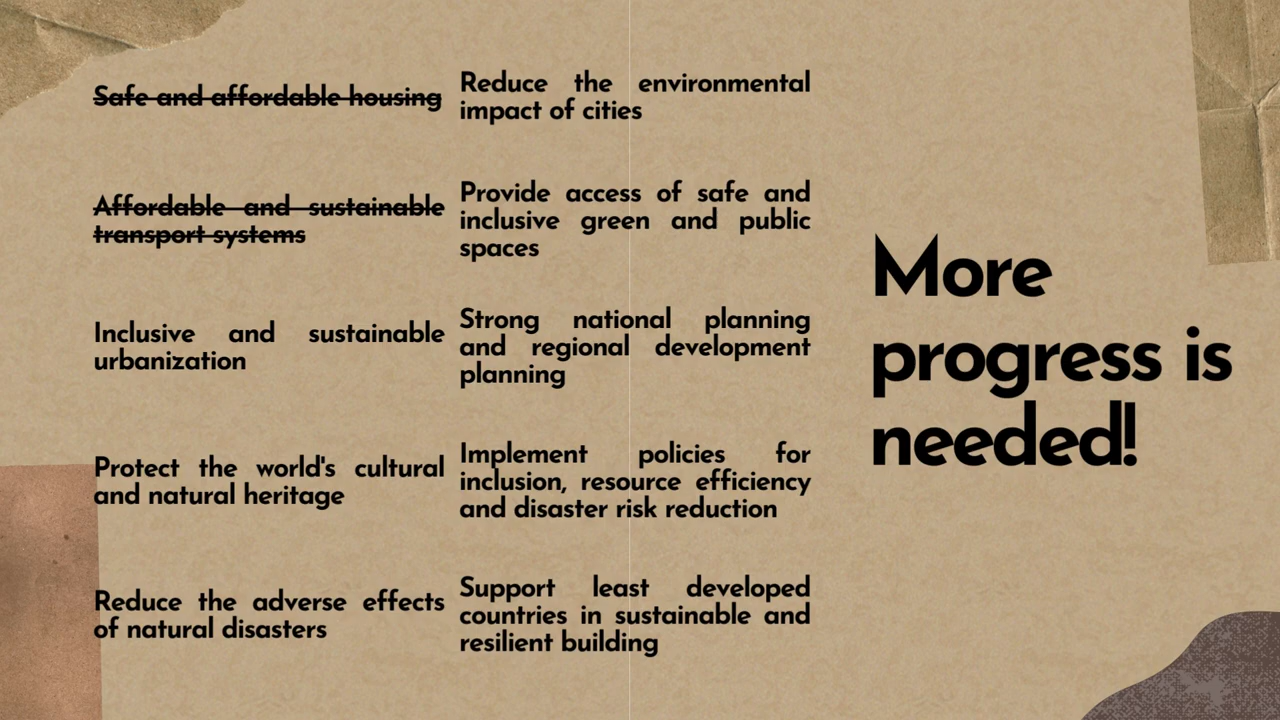 Safe and affordable housing
Affordable and sustainable
transport systems
Inclusive and sustainable
urbanization
Protect the world's cultural
and natural heritage
Reduce the adverse effects
of natural disasters
Reduce the environmental
impact of cities
Provide access of safe and
inclusive green and public
spaces
Strong national planning
and regional development
planning
Implement policies for
inclusion, resource efficiency
and disaster risk reduction
Support least developed
countries in sustainable and
resilient building
More
progress is
needed!